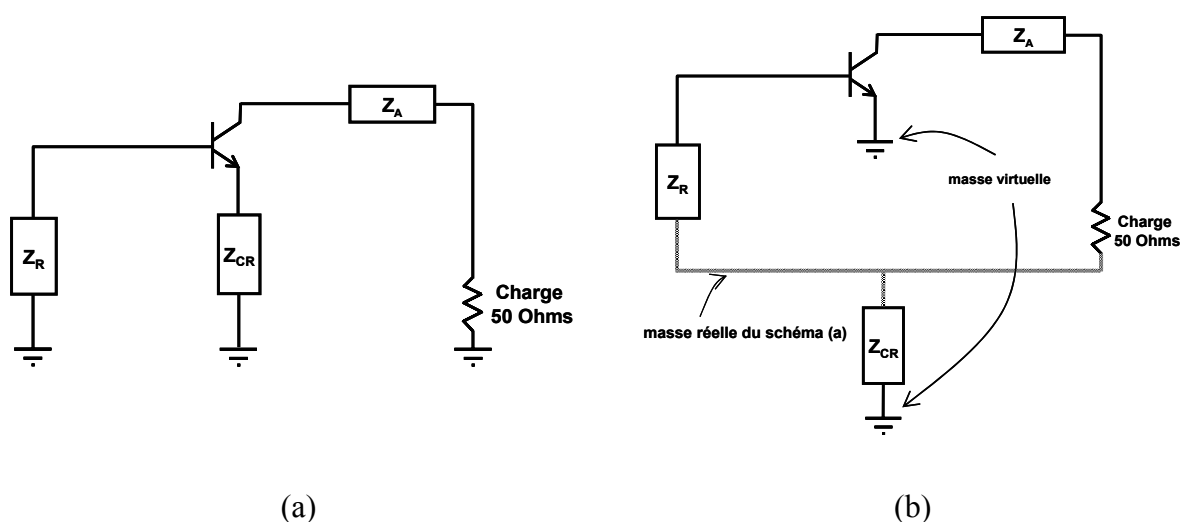 Z_A
Z_R
Z_CR
Charge
50 Ohms
(a)
Z_A
Z_R
masse virtuelle
Charge
50 Ohms
masse réelle du schéma (a)
Z_CR
(b)